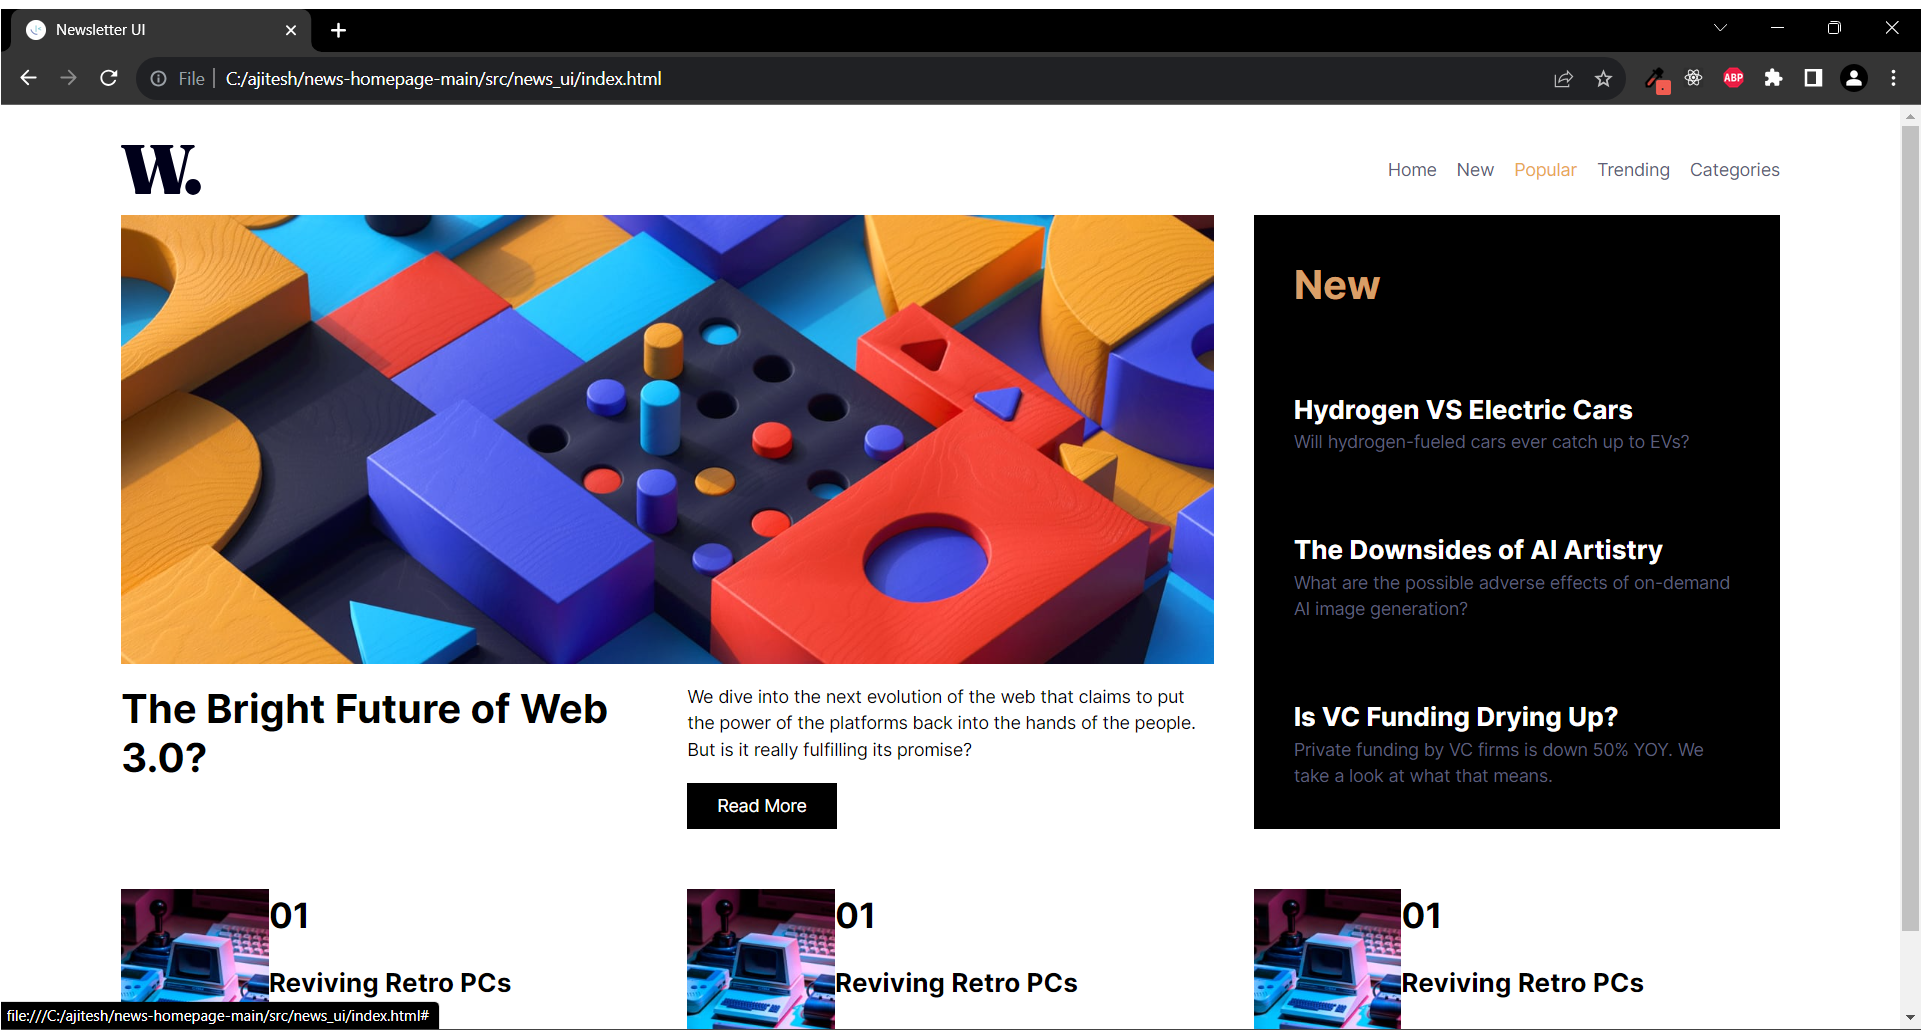 Newsletter UI
File C:/ajitesh/news-homepage-main/src/news_ui/index.html
ABP
W.
Home New Popular Trending Categories
New
Hydrogen VS Electric Cars
Will hydrogen-fueled cars ever catch up to EVs?
The Downsides of AI Artistry
What are the possible adverse effects of on-demand
AI image generation?
Is VC Funding Drying Up?
Private funding by VC firms is down 50% YOY. We
take a look at what that means.
The Bright Future of Web
3.0?
We dive into the next evolution of the web that claims to put
the power of the platforms back into the hands of the people.
But is it really fulfilling its promise?
Read More
01
Reviving Retro PCs
01
Reviving Retro PCs
01
Reviving Retro PCs
file:///C:/ajitesh/news-homepage-main/src/news_ui/index.html#